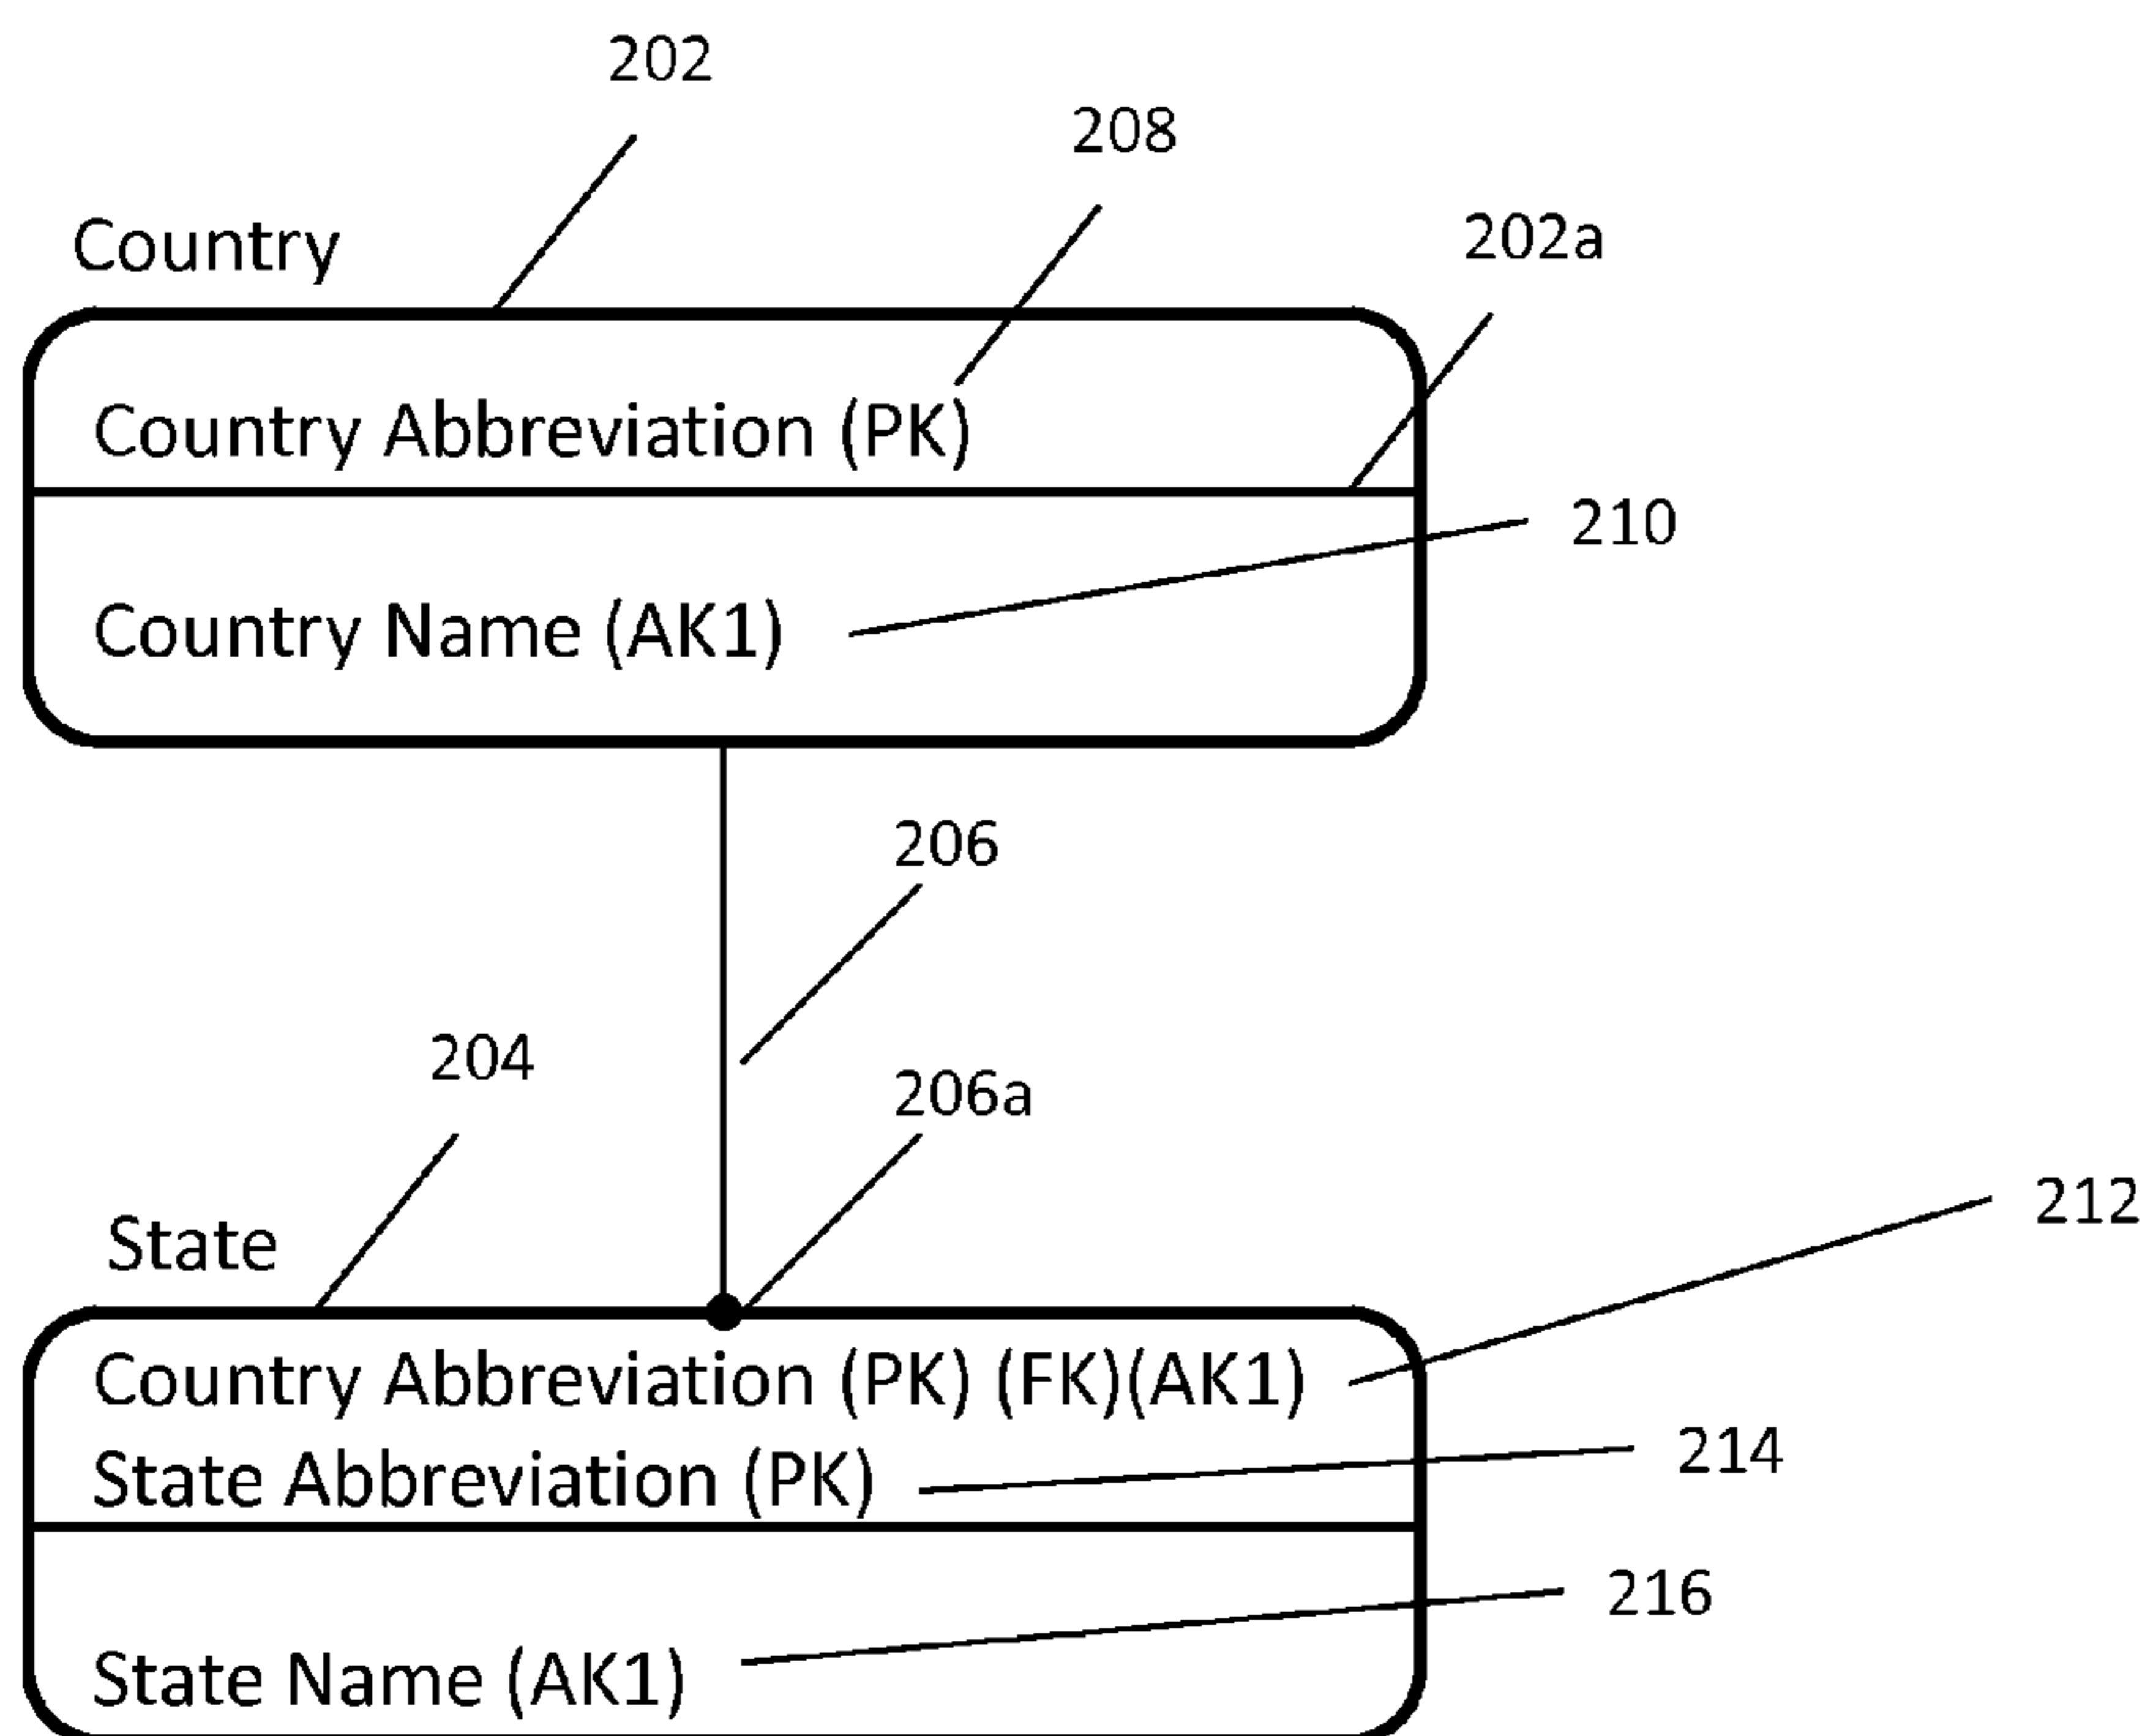 202
208
202a
Country
Country Abbreviation (PK)
210
Country Name (AK1)
206
204
206a
212
State
Country Abbreviation (PK) (FK)(AK1)
214
State Abbreviation (PK)
216
State Name (AK1)